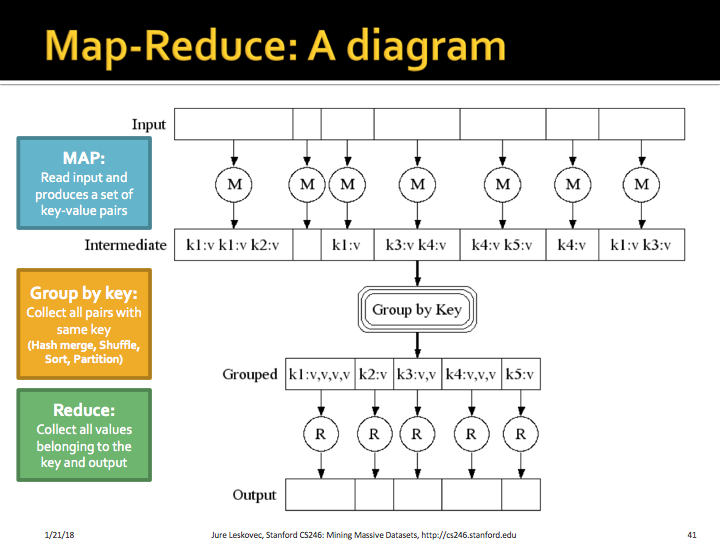 Map-Reduce: A diagram
Input
MAP:
Read input and
produces a set of
key-value pairs
M M M M M M M
Intermediate k1:v k1:v k2:v k1:v k3:v k4:v k4:v k5:v k4:v k1:v k3:v
Group by key:
Collect all pairs with
same key
(Hash merge, Shuffle,
Sort, Partition)
Group by Key
Grouped k1:v,v,v,v k2:v k3:v,v k4:v,v,v k5:v
Reduce:
Collect all values
belonging to the
key and output
R R R R R
Output
1/21/18 Jure Leskovec, Stanford CS246: Mining Massive Datasets, http://cs246.stanford.edu 41